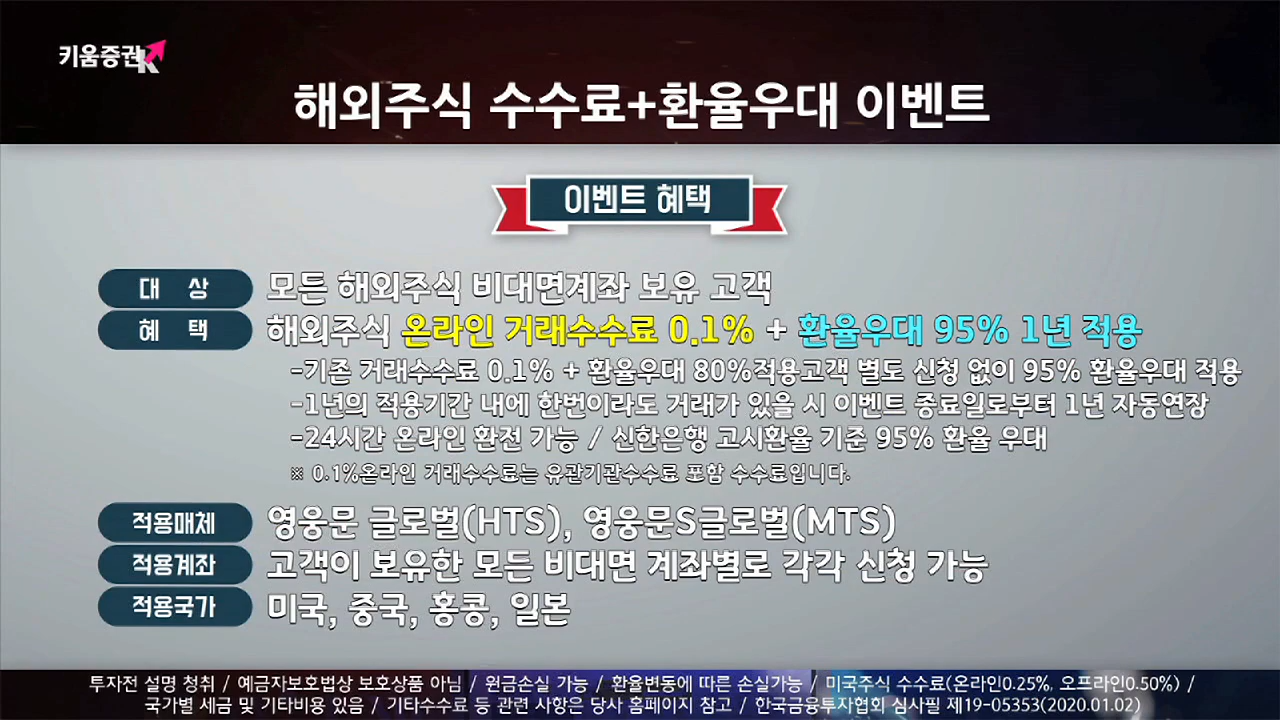 키움증권
해외주식 수수료+환율우대 이벤트
이벤트 혜택
대 상 모든 해외주식 비대면계좌 보유 고객
혜 택 해외주식 온라인 거래수수료 0.1% + 환율우대 95% 1년 적용
-기존 거래수수료 0.1% + 환율우대 80%적용고객 별도 신청 없이 95% 환율우대 적용
-1년의 적용기간 내에 한번이라도 거래가 있을 시 이벤트 종료일로부터 1년 자동연장
-24시간 온라인 환전 가능 / 신한은행 고시환율 기준 95% 환율 우대
※ 0.1%온라인 거래수수료는 유관기관수수료 포함 수수료입니다.
적용매체 영웅문 글로벌(HTS), 영웅문S글로벌(MTS)
적용계좌 고객이 보유한 모든 비대면 계좌별로 각각 신청 가능
적용국가 미국, 중국, 홍콩, 일본
투자전 설명 청취 / 예금자보호법상 보호상품 아님 / 원금손실 가능 / 환율변동에 따른 손실가능 / 미국주식 수수료(온라인0.25%, 오프라인0.50%) /
국가별 세금 및 기타비용 있음 / 기타수수료 등 관련 사항은 당사 홈페이지 참고 / 한국금융투자협회 심사필 제19-05353(2020.01.02)